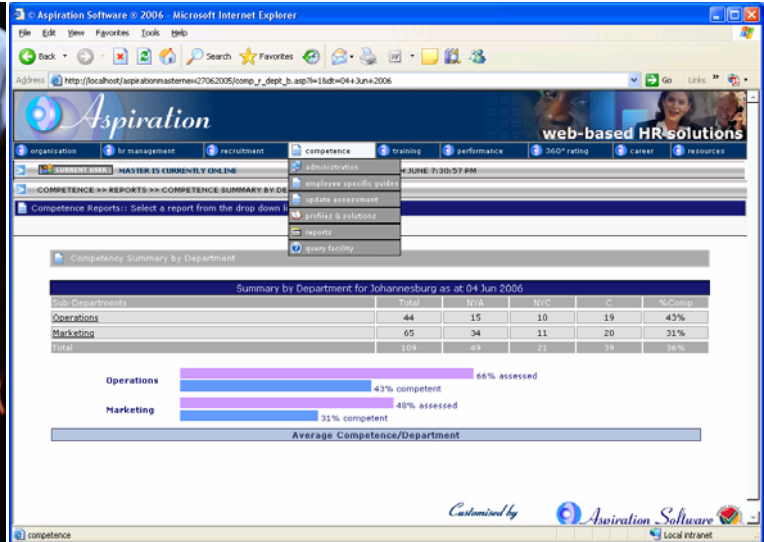 © Aspiration Software ® 2006 - Microsoft Internet Explorer
File Edit View Favorites Tools Help
Back Search Favorites
Address http://localhost/aspirationmasternew27062005/comp_r_dept_b.asp?l=1&dt=04+Jun+2006 Go Links
Aspiration
web-based HR solutions
organisation hr management recruitment competence training performance 360° rating career resources
CURRENT USER: MASTER IS CURRENTLY ONLINE 4 JUNE 7:30:57 PM
COMPETENCE >> REPORTS >> COMPETENCE SUMMARY BY DE
Competence Reports:: Select a report from the drop down li
administration
employee specific guides
update assessment
profiles & solutions
reports
query facility
Competency Summary by Department
Summary by Department for Johannesburg as at 04 Jun 2006
Sub-Departments Total NYA NYC C %Comp
Operations 44 15 10 19 43%
Marketing 65 34 11 20 31%
Total 109 49 21 39 36%
Operations 66% assessed
43% competent
Marketing 48% assessed
31% competent
Average Competence/Department
Customised by Aspiration Software
competence Local intranet